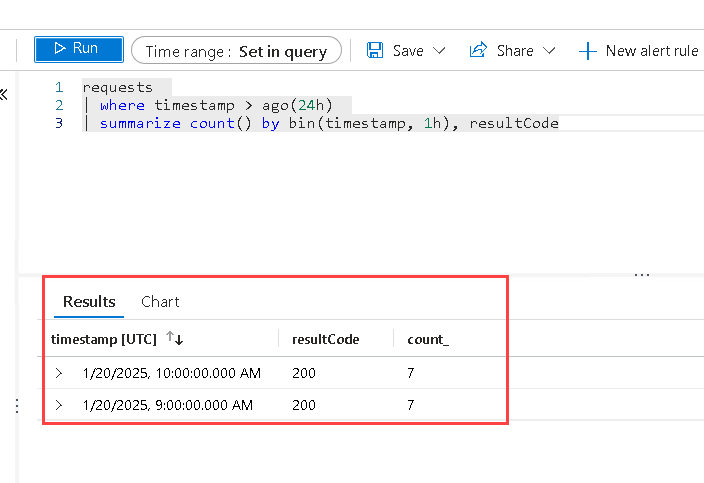 Run Time range : Set in query Save Share New alert rule
1 requests
2 | where timestamp > ago(24h)
3 | summarize count() by bin(timestamp, 1h), resultCode
...
Results Chart
timestamp [UTC] ↑↓ resultCode count_
> 1/20/2025, 10:00:00.000 AM 200 7
> 1/20/2025, 9:00:00.000 AM 200 7